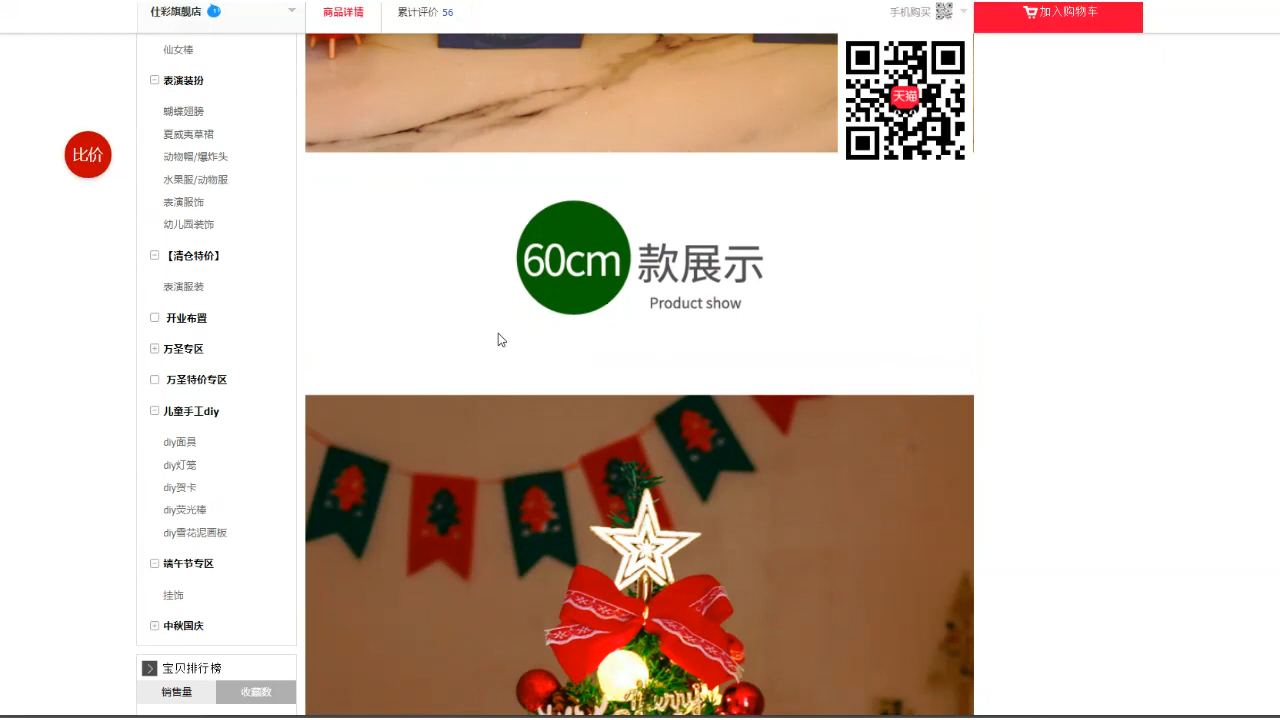 仕彩旗舰店
商品详情
累计评价 56
手机购买
加入购物车
天猫
比价
仙女棒
表演装扮
蝴蝶翅膀
夏威夷草裙
动物帽/爆炸头
水果服/动物服
表演服饰
幼儿园装饰
【清仓特价】
表演服装
开业布置
万圣专区
万圣特价专区
儿童手工diy
diy面具
diy灯笼
diy贺卡
diy荧光棒
diy雪花泥画板
端午节专区
挂饰
中秋国庆
宝贝排行榜
销售量
收藏数
60cm 款展示
Product show